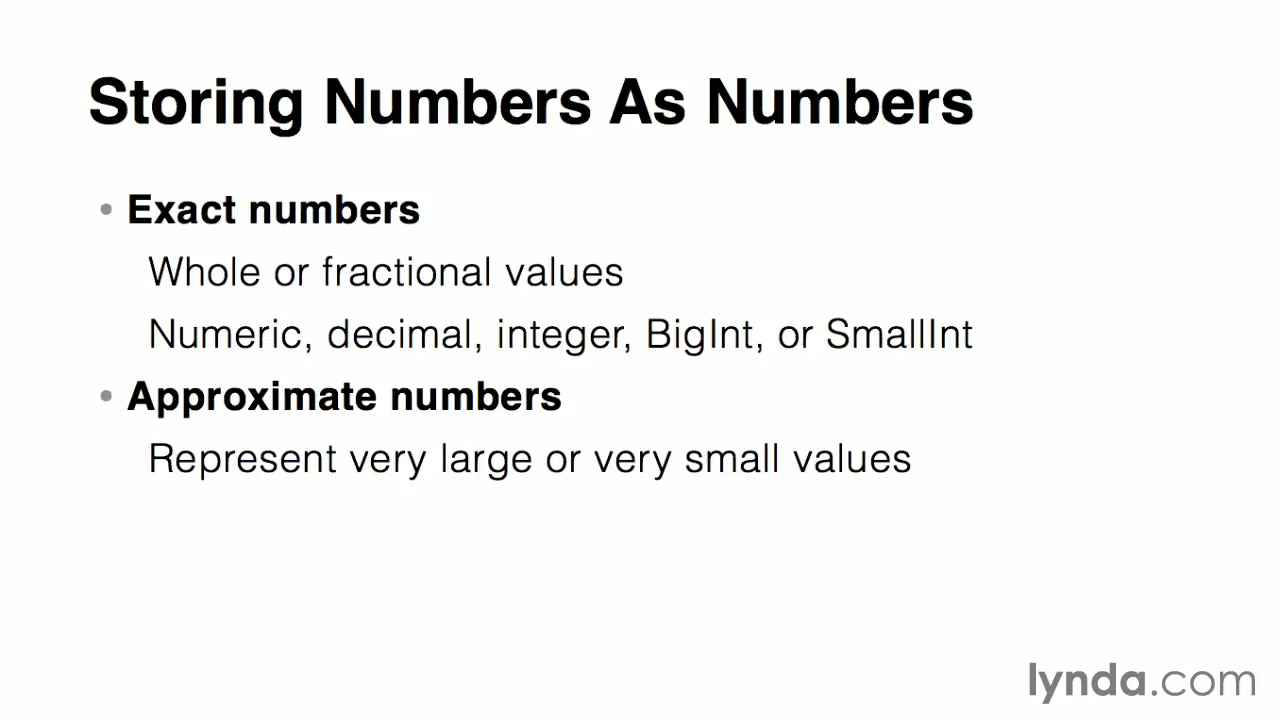 Storing Numbers As Numbers
• Exact numbers
Whole or fractional values
Numeric, decimal, integer, BigInt, or SmallInt
• Approximate numbers
Represent very large or very small values
lynda.com